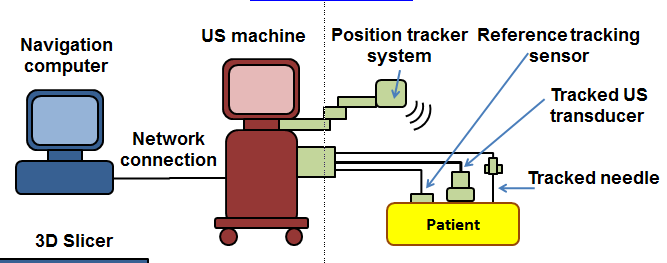 Navigation
computer
US machine
Position tracker
system
Reference tracking
sensor
Tracked US
transducer
Network
connection
Tracked needle
Patient
3D Slicer